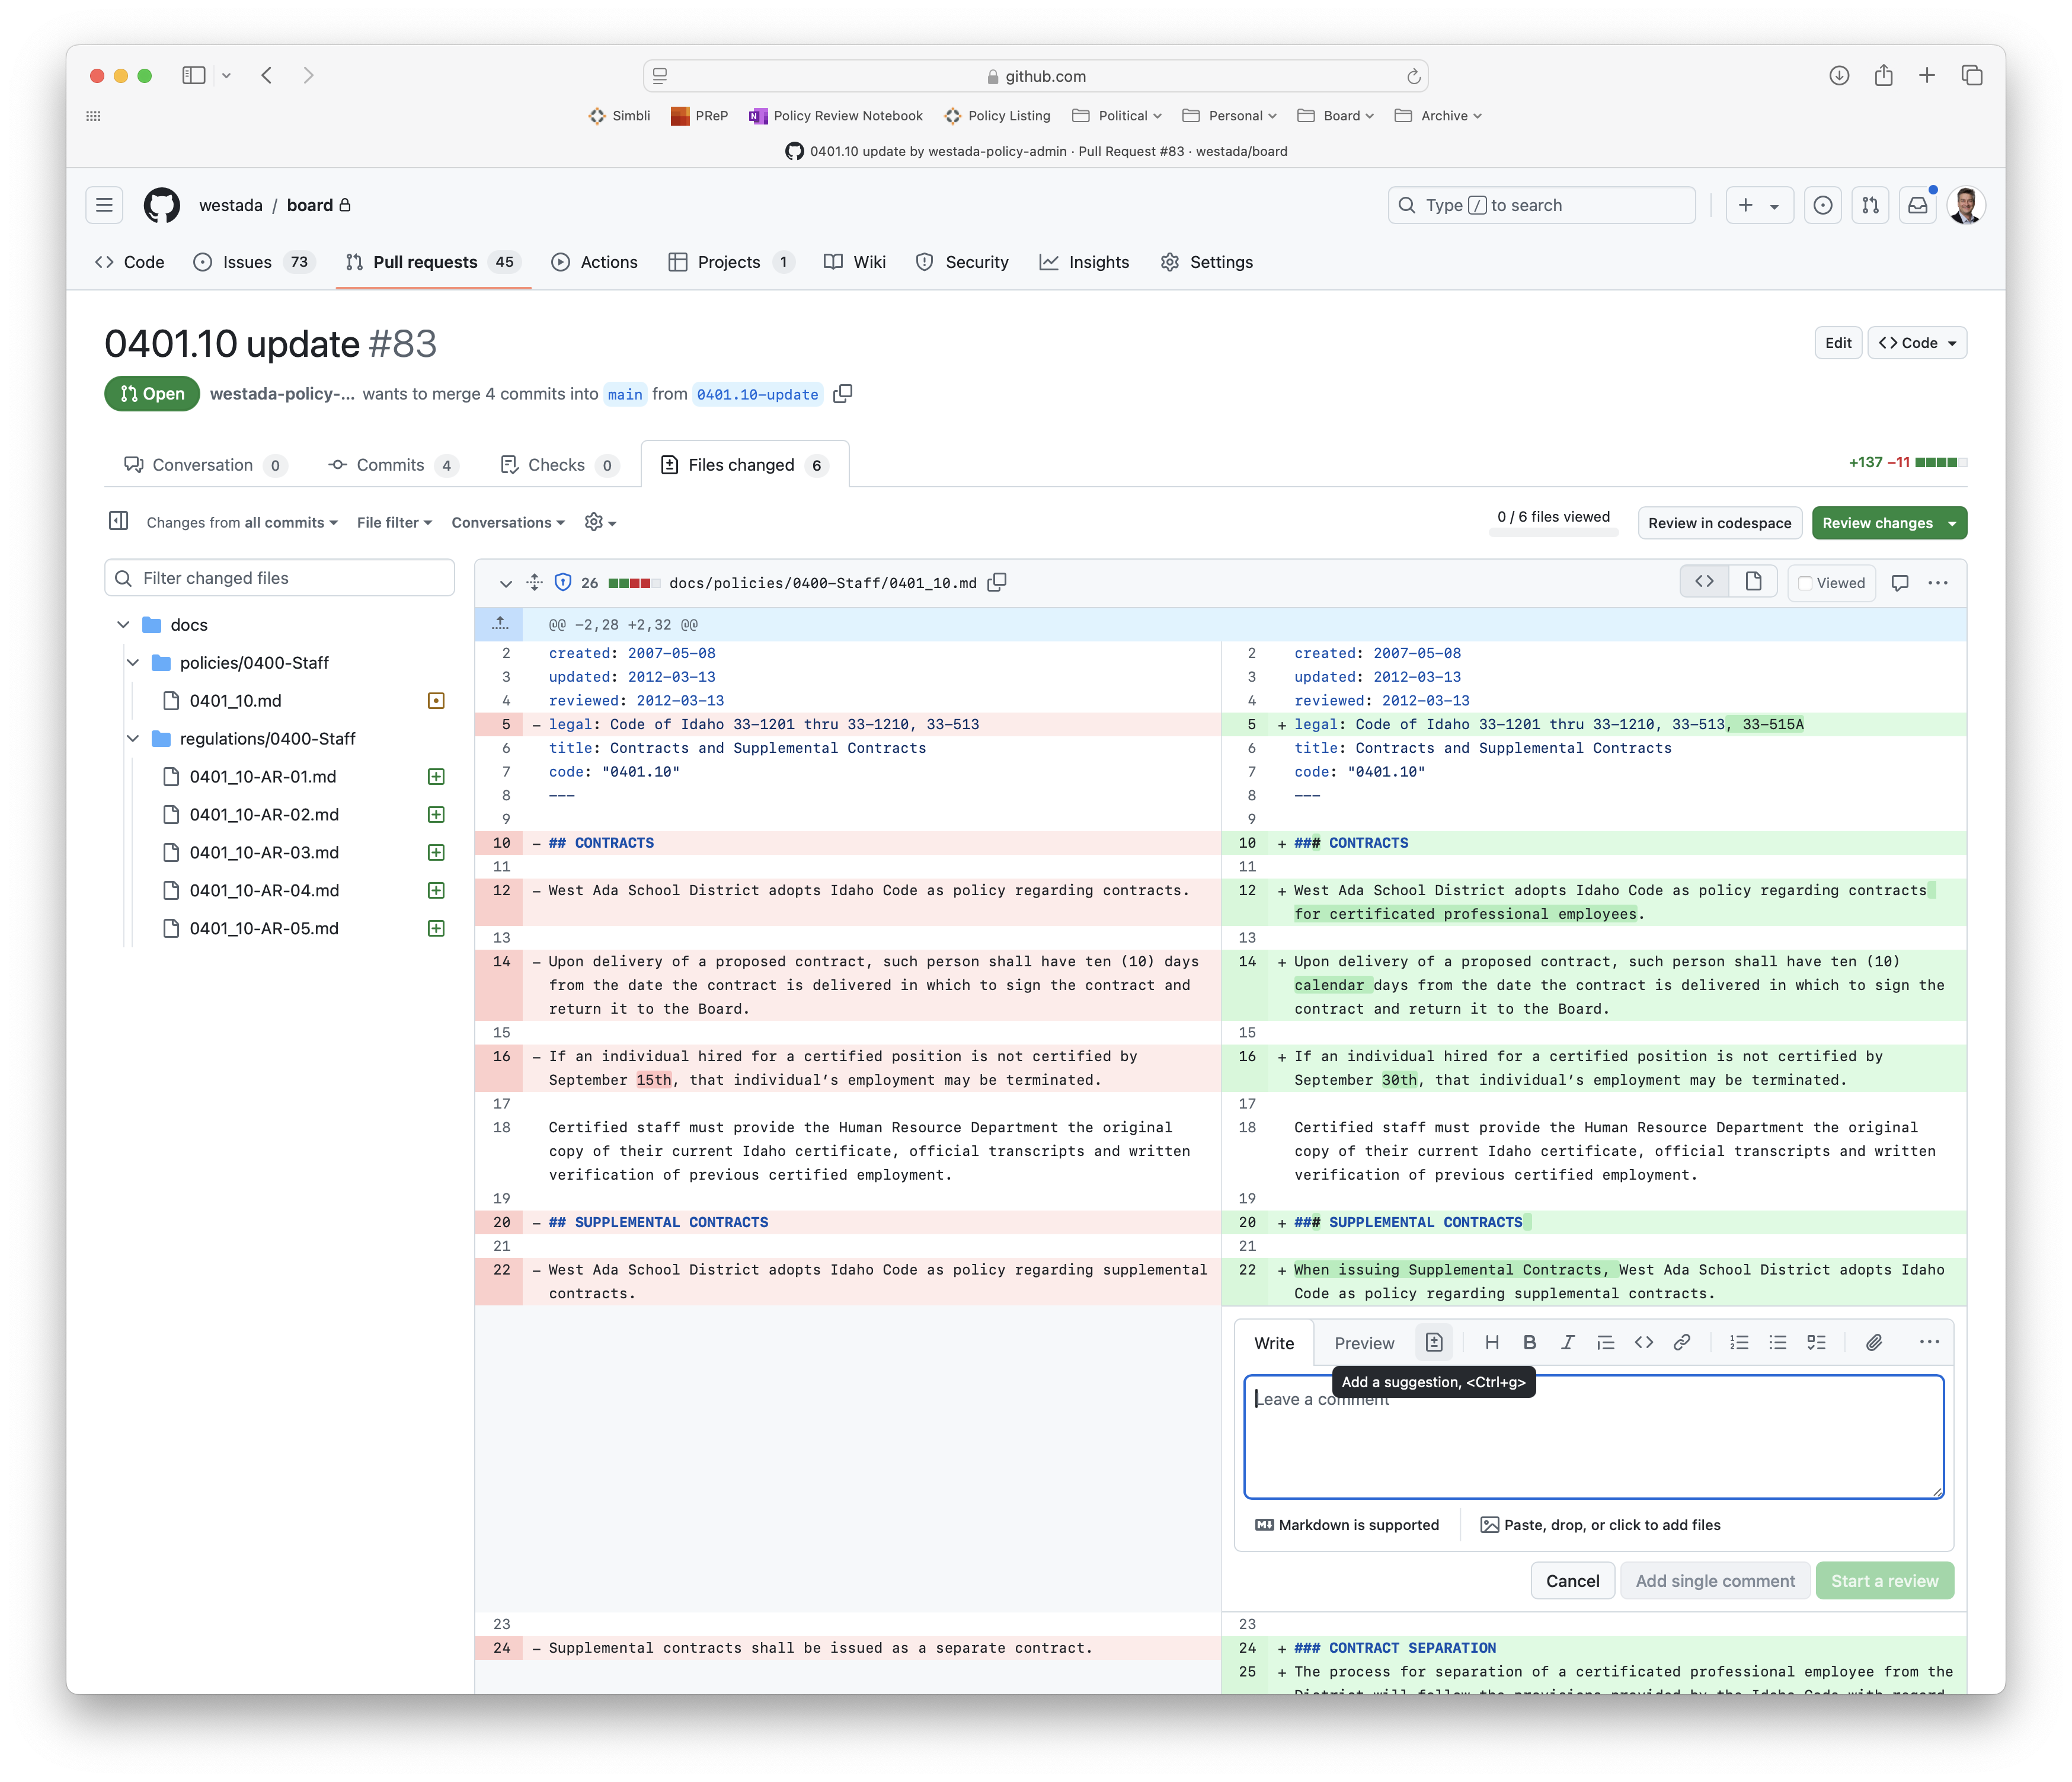 github.com
Simbli PReP Policy Review Notebook Policy Listing Political Personal Board Archive
0401.10 update by westada-policy-admin · Pull Request #83 · westada/board
westada / board
Type / to search
Code Issues 73 Pull requests 45 Actions Projects 1 Wiki Security Insights Settings
0401.10 update #83
Edit <> Code
Open westada-policy-... wants to merge 4 commits into main from 0401.10-update
Conversation 0 Commits 4 Checks 0 Files changed 6
+137 −11
Changes from all commits File filter Conversations
0 / 6 files viewed
Review in codespace Review changes
Filter changed files
docs
policies/0400-Staff
0401_10.md
regulations/0400-Staff
0401_10-AR-01.md
0401_10-AR-02.md
0401_10-AR-03.md
0401_10-AR-04.md
0401_10-AR-05.md
26 docs/policies/0400-Staff/0401_10.md
Viewed
@@ -2,28 +2,32 @@
2 created: 2007-05-08
3 updated: 2012-03-13
4 reviewed: 2012-03-13
5 - legal: Code of Idaho 33-1201 thru 33-1210, 33-513
6 title: Contracts and Supplemental Contracts
7 code: "0401.10"
8 ---
9
10 - ## CONTRACTS
11
12 - West Ada School District adopts Idaho Code as policy regarding contracts.
13
14 - Upon delivery of a proposed contract, such person shall have ten (10) days
from the date the contract is delivered in which to sign the contract and
return it to the Board.
15
16 - If an individual hired for a certified position is not certified by
September 15th, that individual’s employment may be terminated.
17
18 Certified staff must provide the Human Resource Department the original
copy of their current Idaho certificate, official transcripts and written
verification of previous certified employment.
19
20 - ## SUPPLEMENTAL CONTRACTS
21
22 - West Ada School District adopts Idaho Code as policy regarding supplemental
contracts.
23
24 - Supplemental contracts shall be issued as a separate contract.
2 created: 2007-05-08
3 updated: 2012-03-13
4 reviewed: 2012-03-13
5 + legal: Code of Idaho 33-1201 thru 33-1210, 33-513, 33-515A
6 title: Contracts and Supplemental Contracts
7 code: "0401.10"
8 ---
9
10 + ### CONTRACTS
11
12 + West Ada School District adopts Idaho Code as policy regarding contracts
for certificated professional employees.
13
14 + Upon delivery of a proposed contract, such person shall have ten (10)
calendar days from the date the contract is delivered in which to sign the
contract and return it to the Board.
15
16 + If an individual hired for a certified position is not certified by
September 30th, that individual’s employment may be terminated.
17
18 Certified staff must provide the Human Resource Department the original
copy of their current Idaho certificate, official transcripts and written
verification of previous certified employment.
19
20 + ### SUPPLEMENTAL CONTRACTS
21
22 + When issuing Supplemental Contracts, West Ada School District adopts Idaho
Code as policy regarding supplemental contracts.
Write Preview
Add a suggestion, <Ctrl+g>
Leave a comment
Markdown is supported Paste, drop, or click to add files
Cancel Add single comment Start a review
23
24 + ### CONTRACT SEPARATION
25 + The process for separation of a certificated professional employee from the
District will follow the provisions provided by the Idaho Code with regard